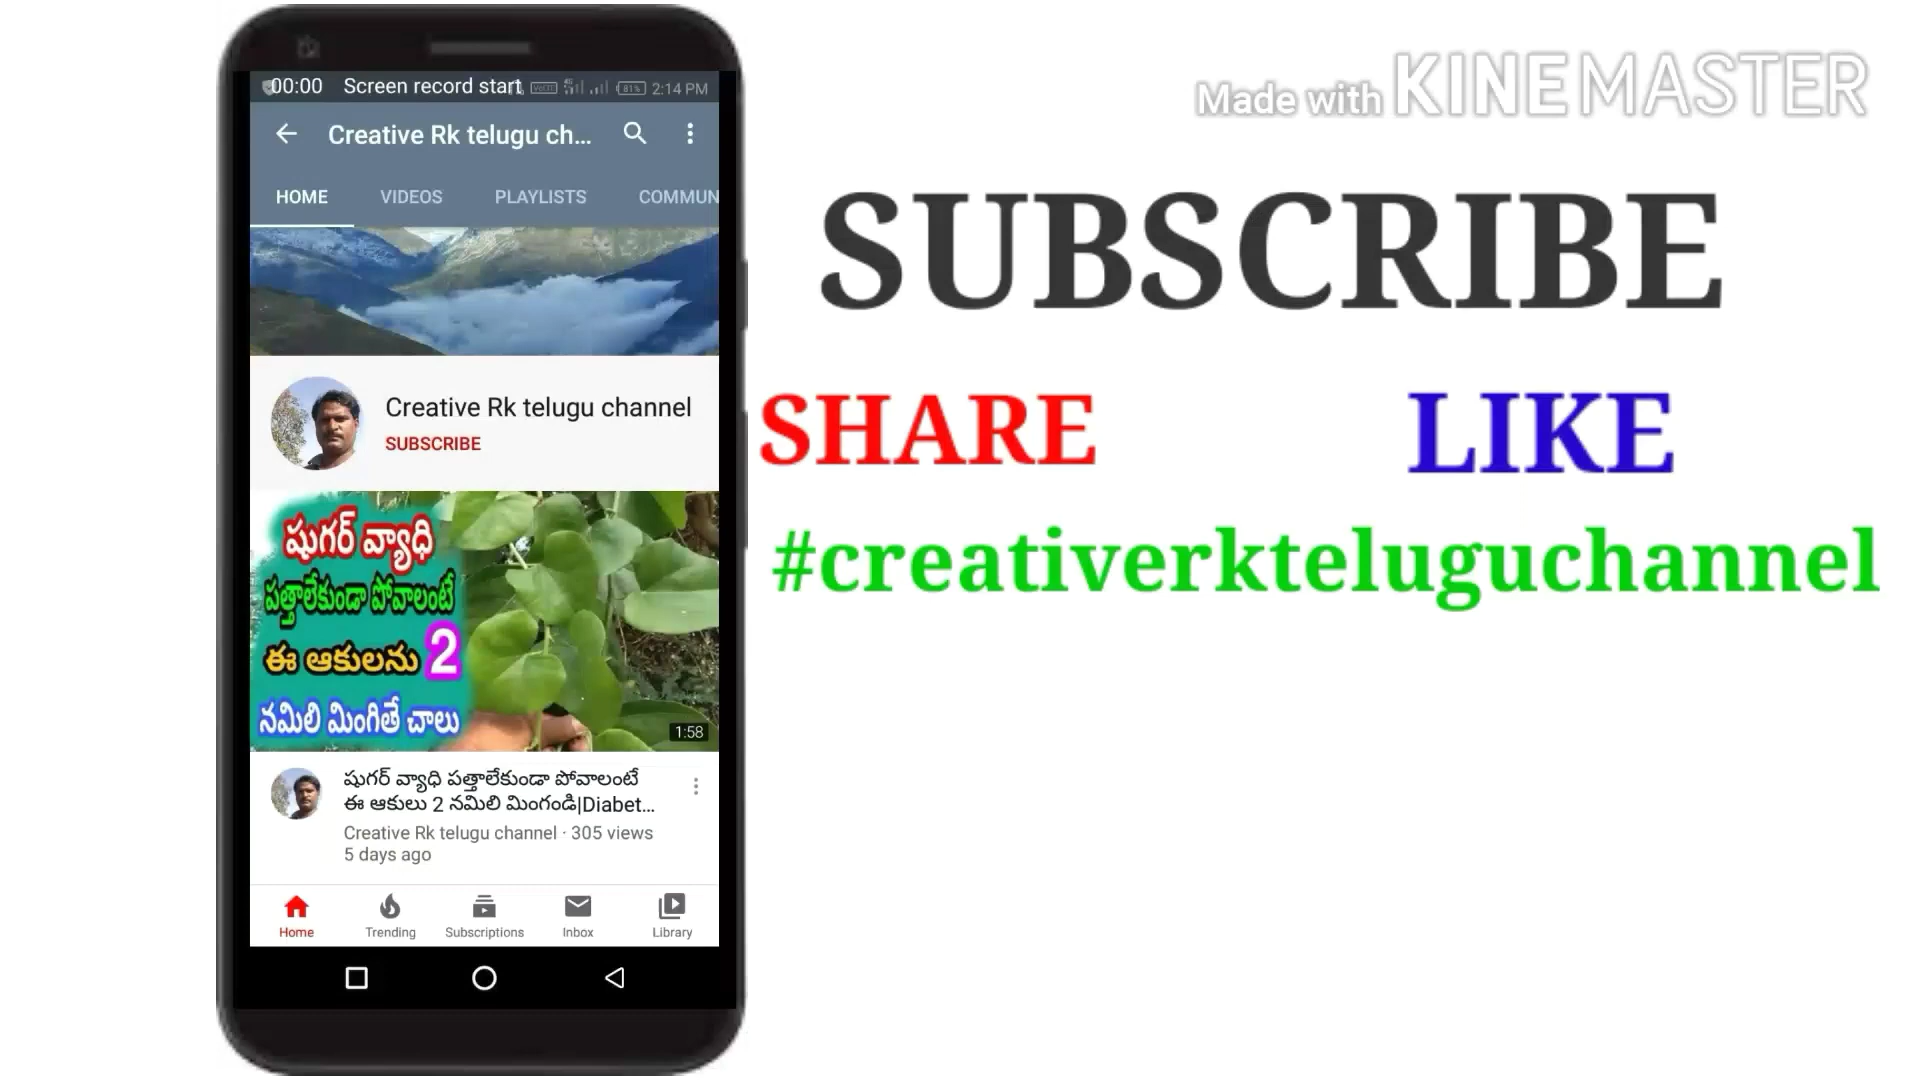 00:00 Screen record start 81% 2:14 PM
Creative Rk telugu ch...
HOME VIDEOS PLAYLISTS COMMUN
Creative Rk telugu channel
SUBSCRIBE
షుగర్ వ్యాధి
పత్తాలేకుండా పోవాలంటే
ఈ ఆకులను 2
నమిలి మింగితే చాలు
1:58
షుగర్ వ్యాధి పత్తాలేకుండా పోవాలంటే
ఈ ఆకులు 2 నమిలి మింగండి|Diabet...
Creative Rk telugu channel · 305 views
5 days ago
Home Trending Subscriptions Inbox Library
Made with KINEMASTER
SUBSCRIBE
SHARE LIKE
#creativerkteluguchannel